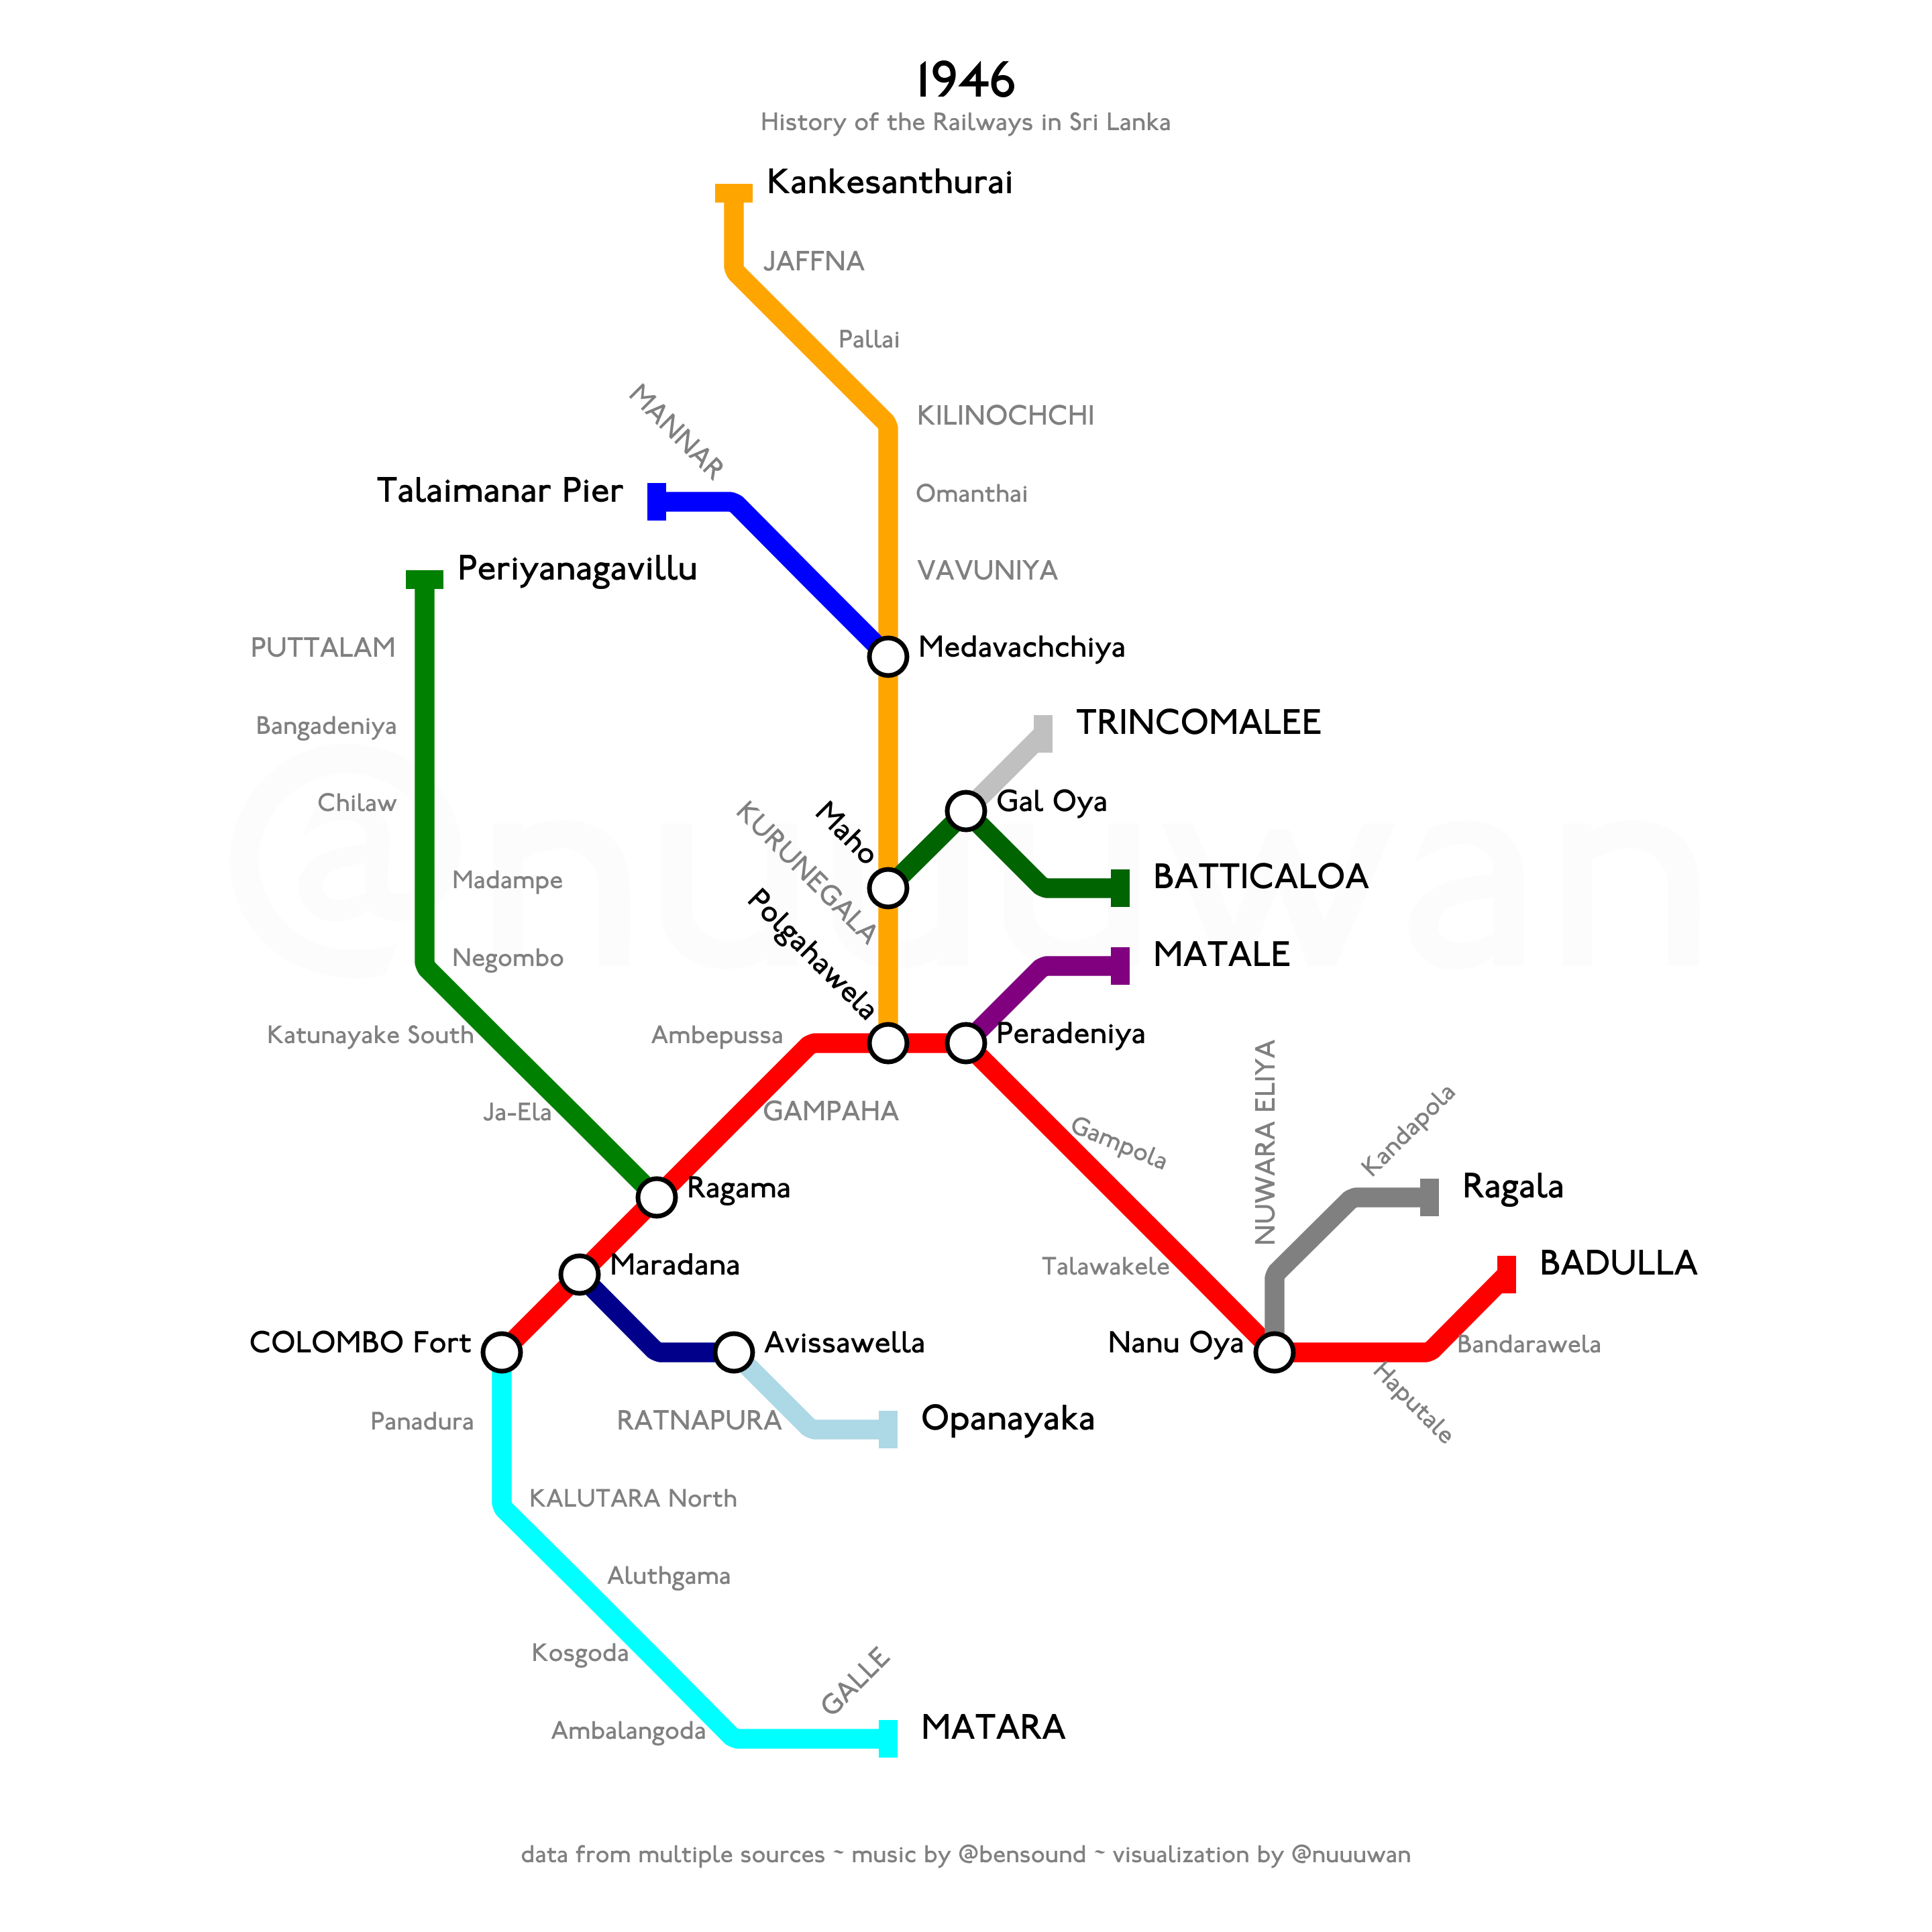 1946
History of the Railways in Sri Lanka
Kankesanthurai
JAFFNA
Pallai
MANNAR
KILINOCHCHI
Talaimanar Pier
Omanthai
Periyanagavillu
VAVUNIYA
PUTTALAM
Medavachchiya
Bangadeniya
TRINCOMALEE
Chilaw
Maho
Gal Oya
KURUNEGALA
@nuuuwan
Madampe
BATTICALOA
Polgahawela
Negombo
MATALE
Katunayake South
Ambepussa
Peradeniya
Ja-Ela
GAMPAHA
Gampola
NUWARA ELIYA
Kandapola
Ragama
Ragala
Maradana
Talawakele
BADULLA
COLOMBO Fort
Avissawella
Nanu Oya
Bandarawela
Haputale
Panadura
RATNAPURA
Opanayaka
KALUTARA North
Aluthgama
Kosgoda
GALLE
Ambalangoda
MATARA
data from multiple sources ~ music by @bensound ~ visualization by @nuuuwan